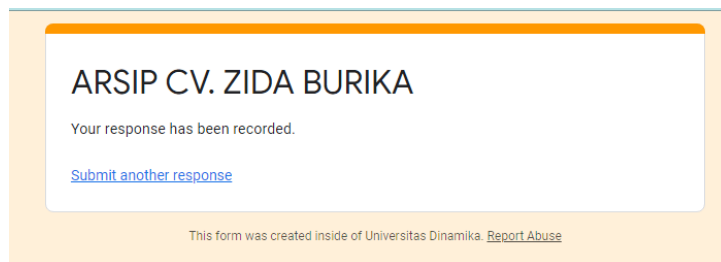 ARSIP CV. ZIDA BURIKA
Your response has been recorded.
Submit another response
This form was created inside of Universitas Dinamika. Report Abuse